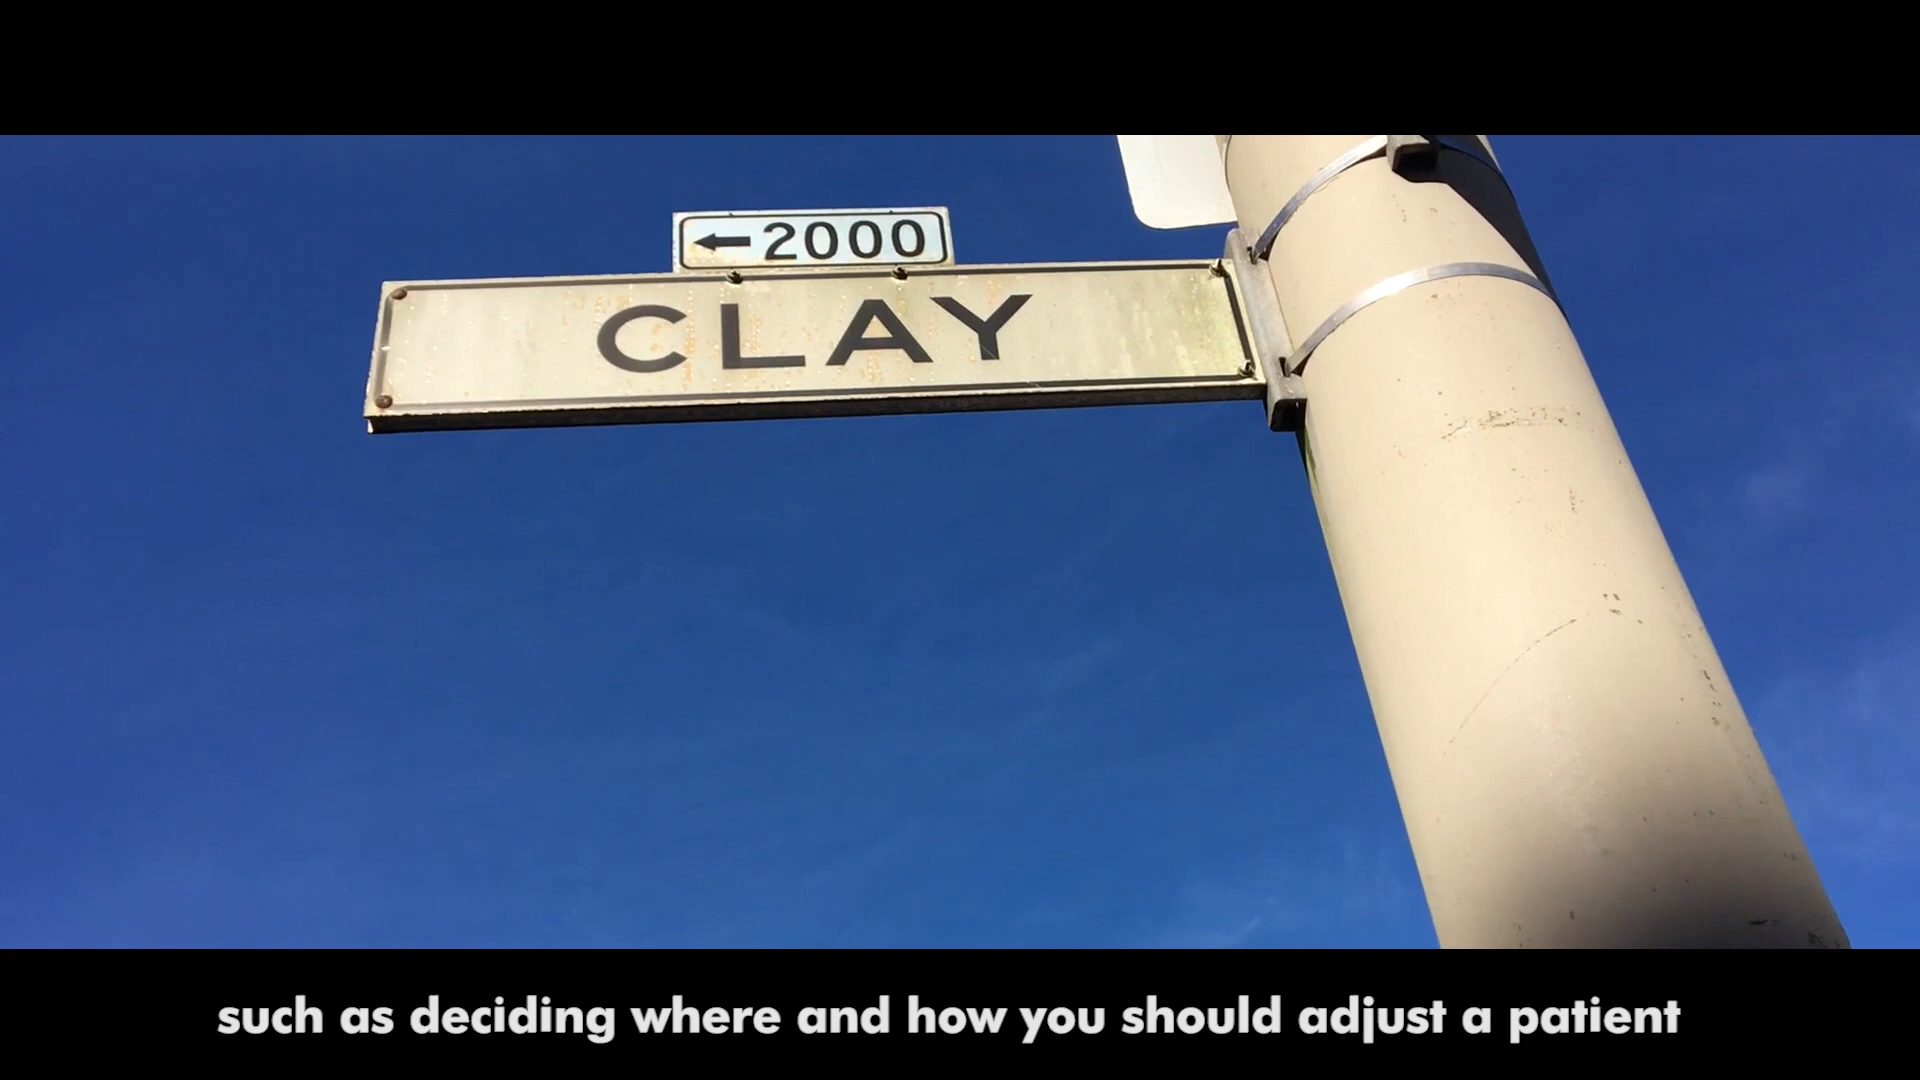 ←2000
CLAY
such as deciding where and how you should adjust a patient